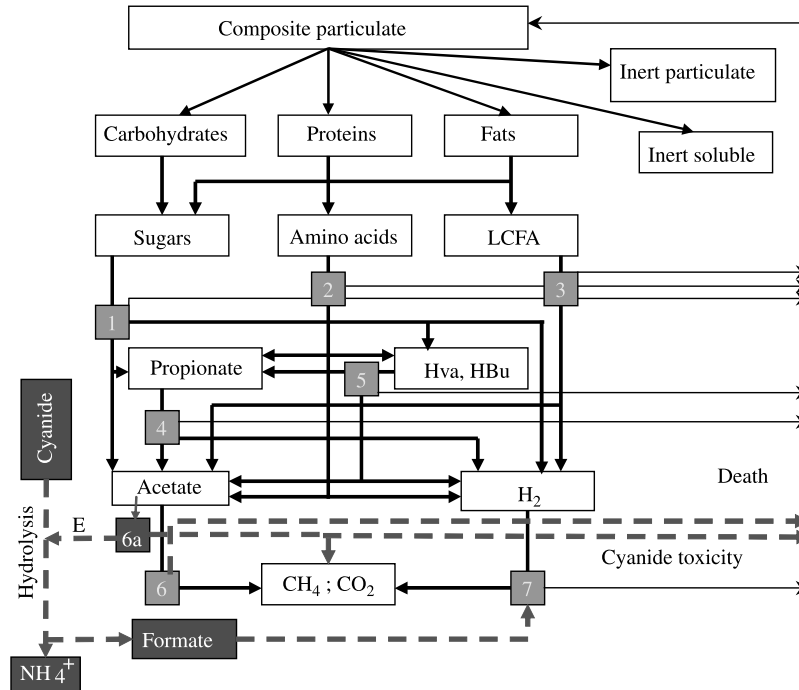 Composite particulate
Inert particulate
Carbohydrates
Proteins
Fats
Inert soluble
Sugars
Amino acids
LCFA
2
3
1
Propionate
Hva, HBu
5
Cyanide
4
Acetate
H2
Death
Hydrolysis
E
6a
Cyanide toxicity
6
CH4 ; CO2
7
Formate
NH4+